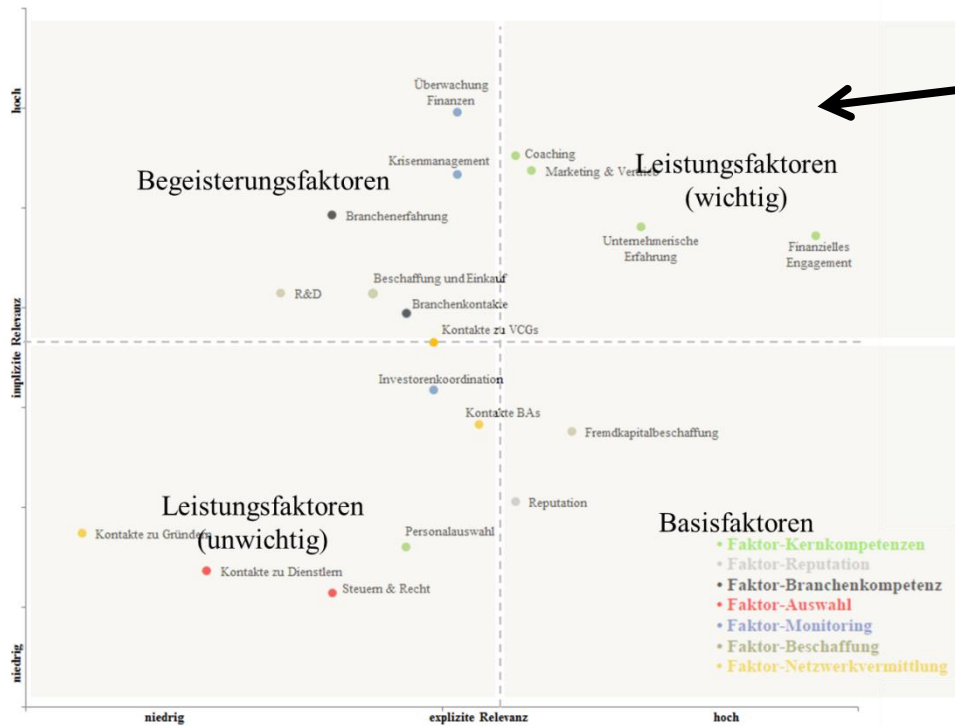 hoch
implizite Relevanz
niedrig
Überwachung
Finanzen
Krisenmanagement
Begeisterungsfaktoren
Branchenerfahrung
Beschaffung und Einkauf
R&D
Branchenkontakte
Kontakte zu VCGs
Coaching
Marketing & Vertrieb
Leistungsfaktoren
(wichtig)
Unternehmerische
Erfahrung
Finanzielles
Engagement
Investorenkoordination
Kontakte BAs
Leistungsfaktoren
(unwichtig)
Kontakte zu Gründern
Personalauswahl
Kontakte zu Dienstlern
Steuern & Recht
Fremdkapitalbeschaffung
Reputation
Basisfaktoren
• Faktor-Kernkompetenzen
• Faktor-Reputation
• Faktor-Branchenkompetenz
• Faktor-Auswahl
• Faktor-Monitoring
• Faktor-Beschaffung
• Faktor-Netzwerkvermittlung
niedrig
explizite Relevanz
hoch